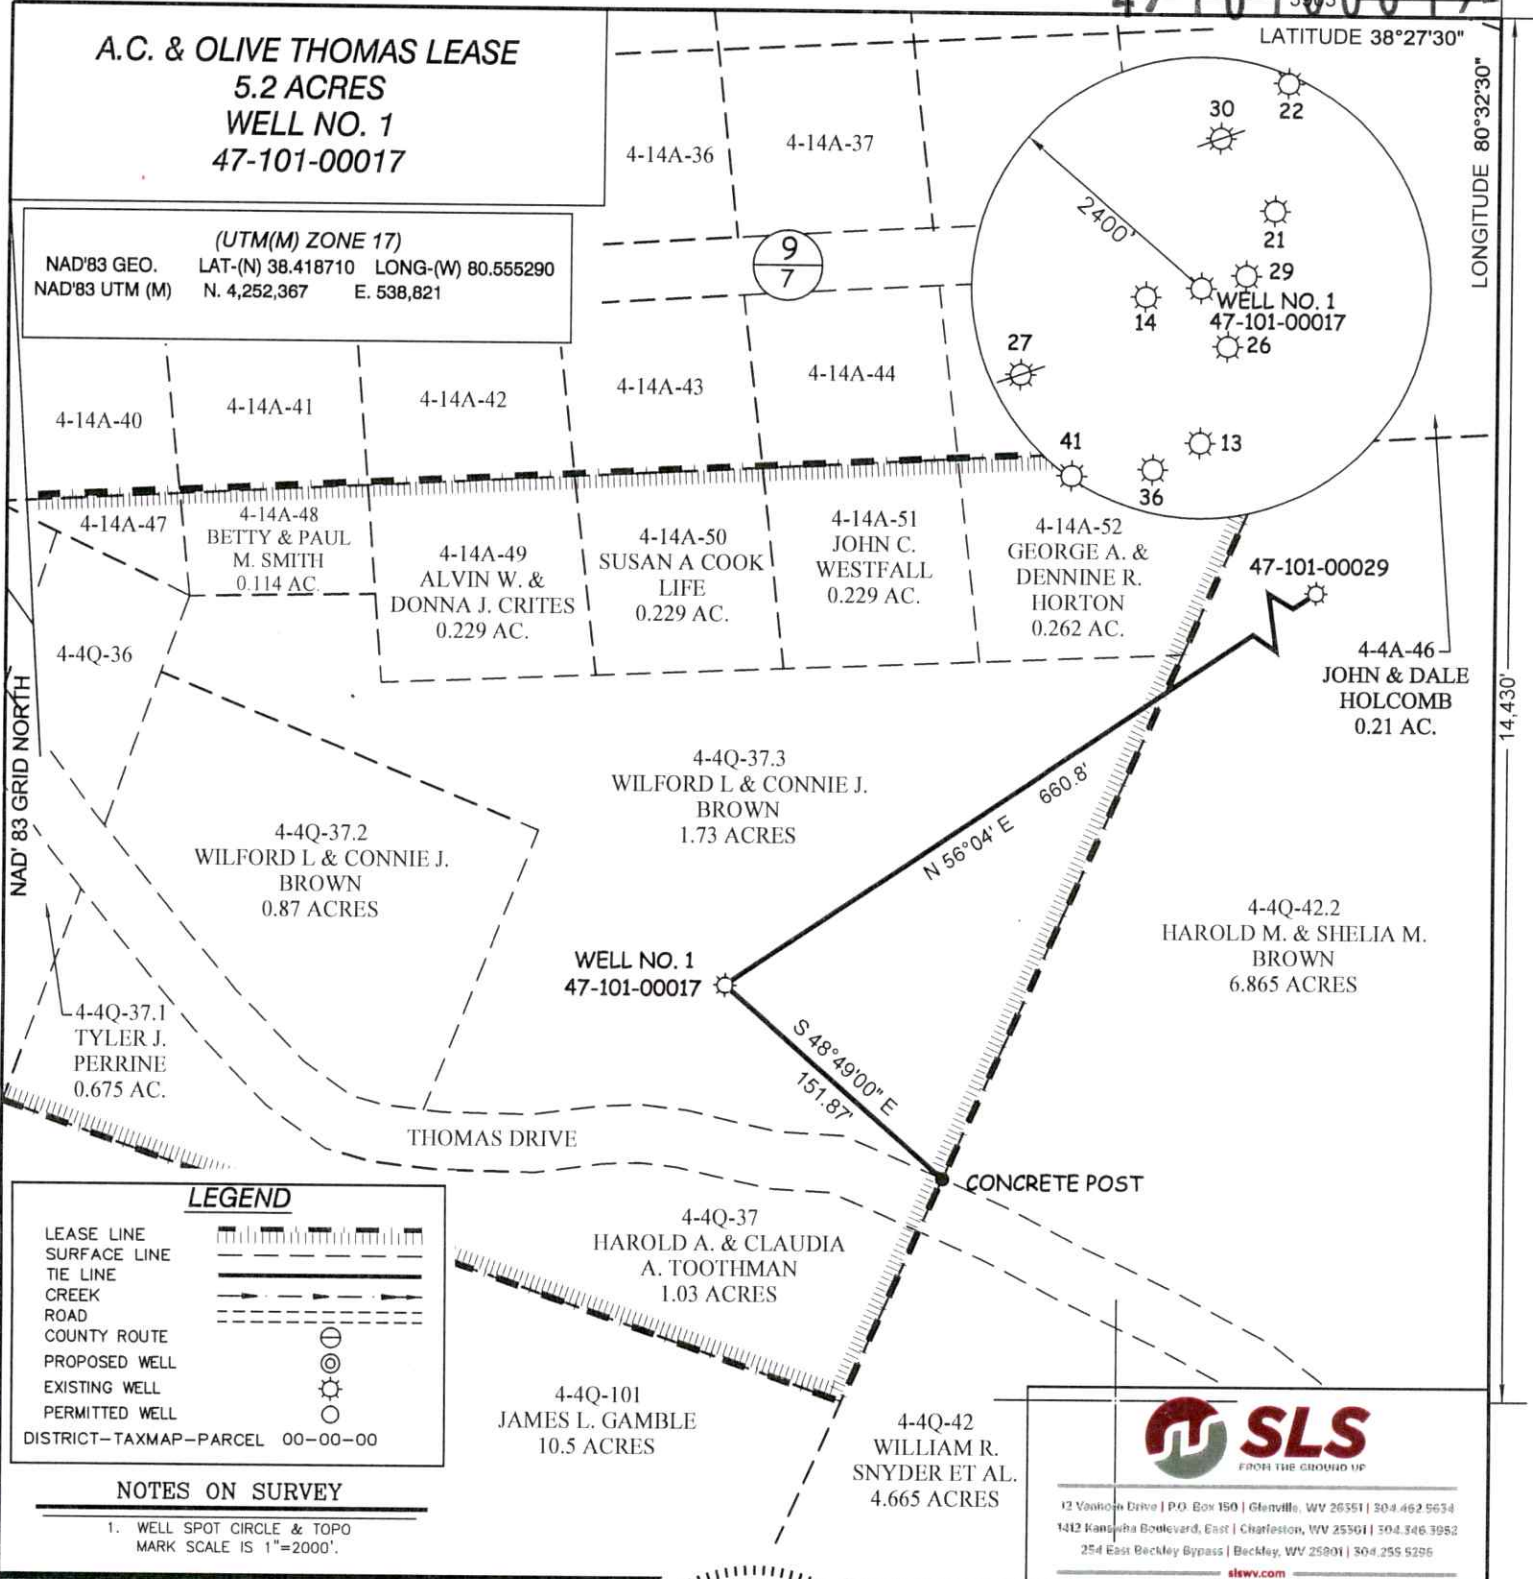 LATITUDE 38°27'30"
LONGITUDE 80°32'30"
A.C. & OLIVE THOMAS LEASE
5.2 ACRES
WELL NO. 1
47-101-00017
(UTM(M) ZONE 17)
NAD'83 GEO. LAT-(N) 38.418710 LONG-(W) 80.555290
NAD'83 UTM (M) N. 4,252,367 E. 538,821
4-14A-36
4-14A-37
9
7
22
30
2400'
21
29
WELL NO. 1
47-101-00017
14
26
27
13
41
36
4-14A-40
4-14A-41
4-14A-42
4-14A-43
4-14A-44
4-14A-47
4-14A-48
BETTY & PAUL
M. SMITH
0.114 AC.
4-14A-49
ALVIN W. &
DONNA J. CRITES
0.229 AC.
4-14A-50
SUSAN A COOK
LIFE
0.229 AC.
4-14A-51
JOHN C.
WESTFALL
0.229 AC.
4-14A-52
GEORGE A. &
DENNINE R.
HORTON
0.262 AC.
47-101-00029
4-4A-46
JOHN & DALE
HOLCOMB
0.21 AC.
14,430'
4-4Q-36
NAD' 83 GRID NORTH
4-4Q-37.3
WILFORD L & CONNIE J.
BROWN
1.73 ACRES
660.8'
N 56°04' E
4-4Q-37.2
WILFORD L & CONNIE J.
BROWN
0.87 ACRES
4-4Q-42.2
HAROLD M. & SHELIA M.
BROWN
6.865 ACRES
WELL NO. 1
47-101-00017
S 48°49'00" E
151.87'
4-4Q-37.1
TYLER J.
PERRINE
0.675 AC.
THOMAS DRIVE
CONCRETE POST
4-4Q-37
HAROLD A. & CLAUDIA
A. TOOTHMAN
1.03 ACRES
LEGEND
LEASE LINE
SURFACE LINE
TIE LINE
CREEK
ROAD
COUNTY ROUTE
PROPOSED WELL
EXISTING WELL
PERMITTED WELL
DISTRICT-TAXMAP-PARCEL 00-00-00
4-4Q-101
JAMES L. GAMBLE
10.5 ACRES
4-4Q-42
WILLIAM R.
SNYDER ET AL.
4.665 ACRES
NOTES ON SURVEY
1. WELL SPOT CIRCLE & TOPO
MARK SCALE IS 1"=2000'.
SLS
FROM THE GROUND UP
12 Vanhorn Drive | P.O. Box 150 | Glenville, WV 26351 | 304.462.5634
1412 Kanawha Boulevard, East | Charleston, WV 25301 | 304.346.3952
254 East Beckley Bypass | Beckley, WV 25801 | 304.255.5296
slswv.com